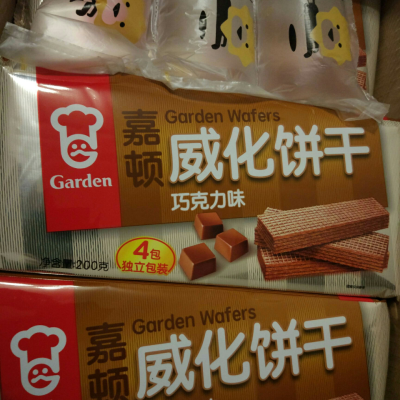 Garden
嘉顿
Garden Wafers
威化饼干
巧克力味
4包
独立包装
净含量:200克
Garden Wafers
嘉顿
威化饼干